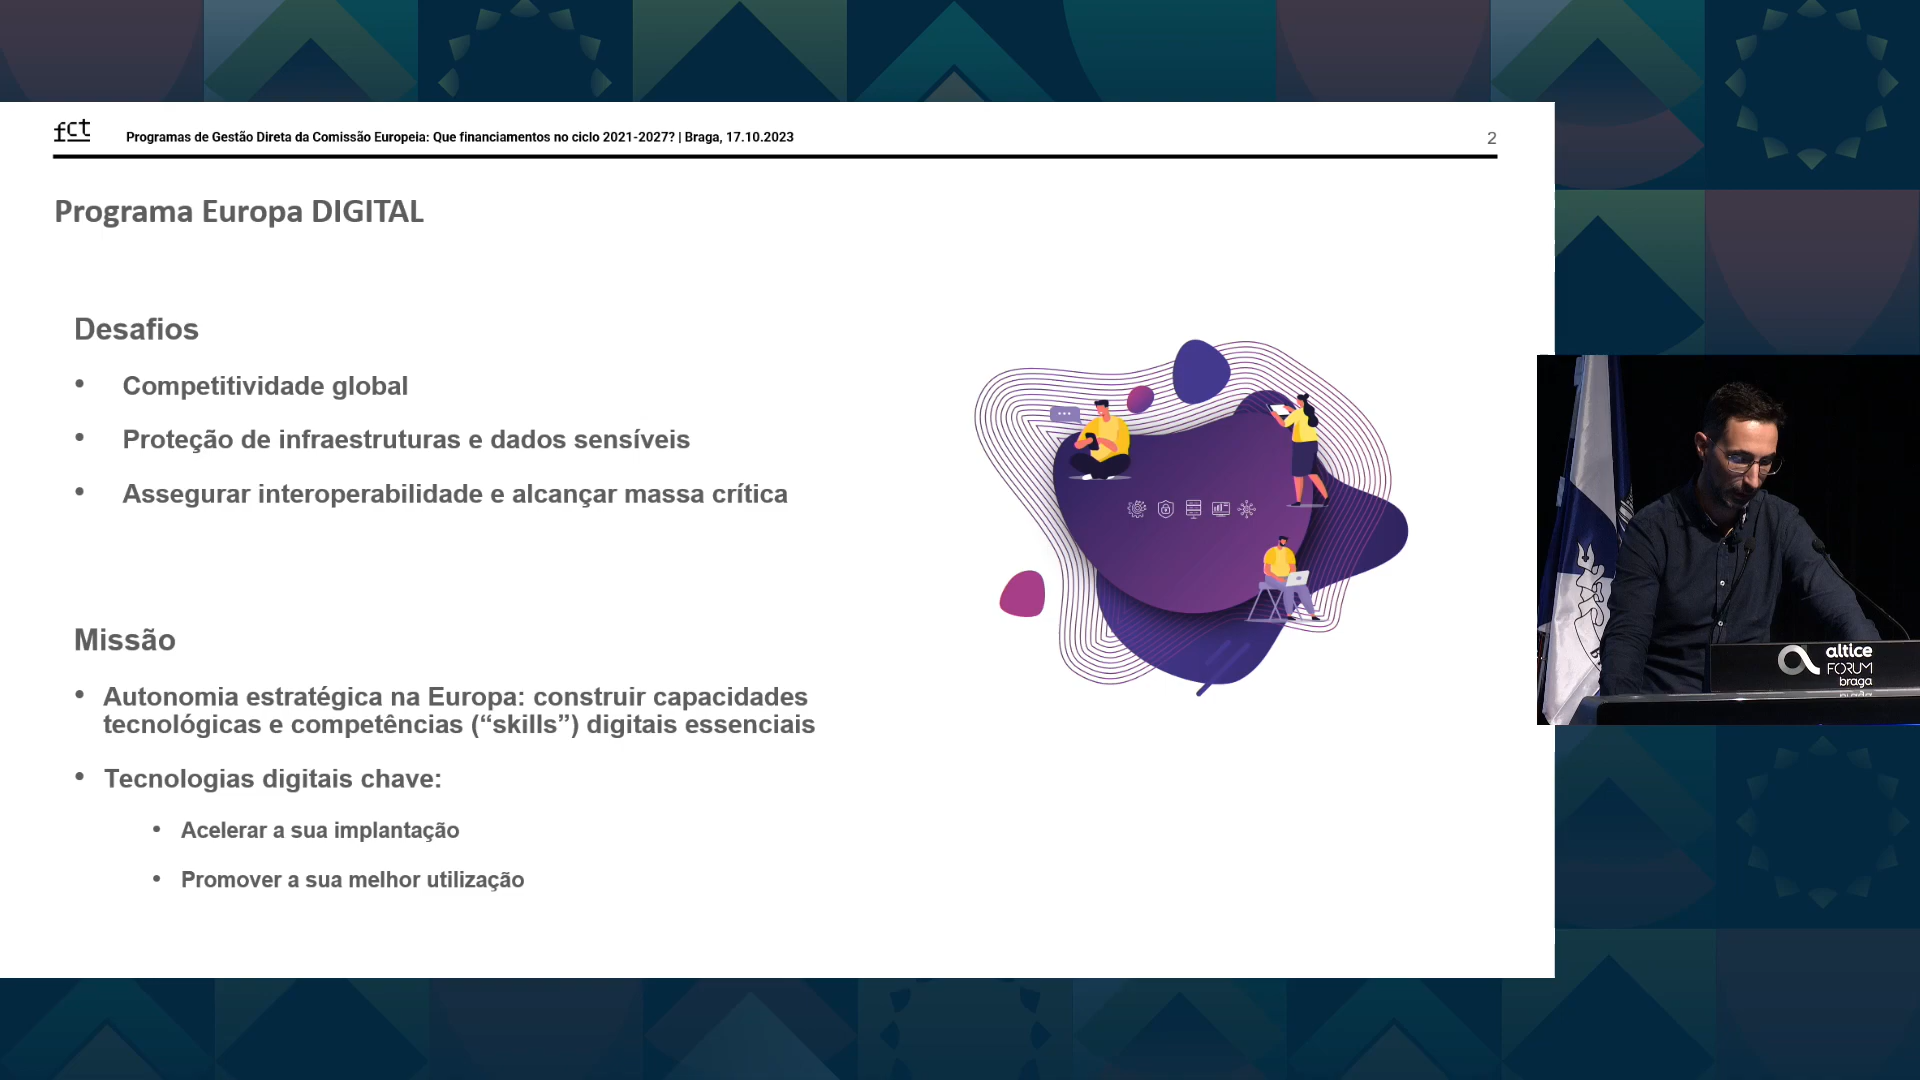 fct
Programas de Gestão Direta da Comissão Europeia: Que financiamentos no ciclo 2021-2027? | Braga, 17.10.2023
2
Programa Europa DIGITAL
Desafios
• Competitividade global
• Proteção de infraestruturas e dados sensíveis
• Assegurar interoperabilidade e alcançar massa crítica
Missão
• Autonomia estratégica na Europa: construir capacidades
tecnológicas e competências (“skills”) digitais essenciais
• Tecnologias digitais chave:
• Acelerar a sua implantação
• Promover a sua melhor utilização
altice
FORUM
braga